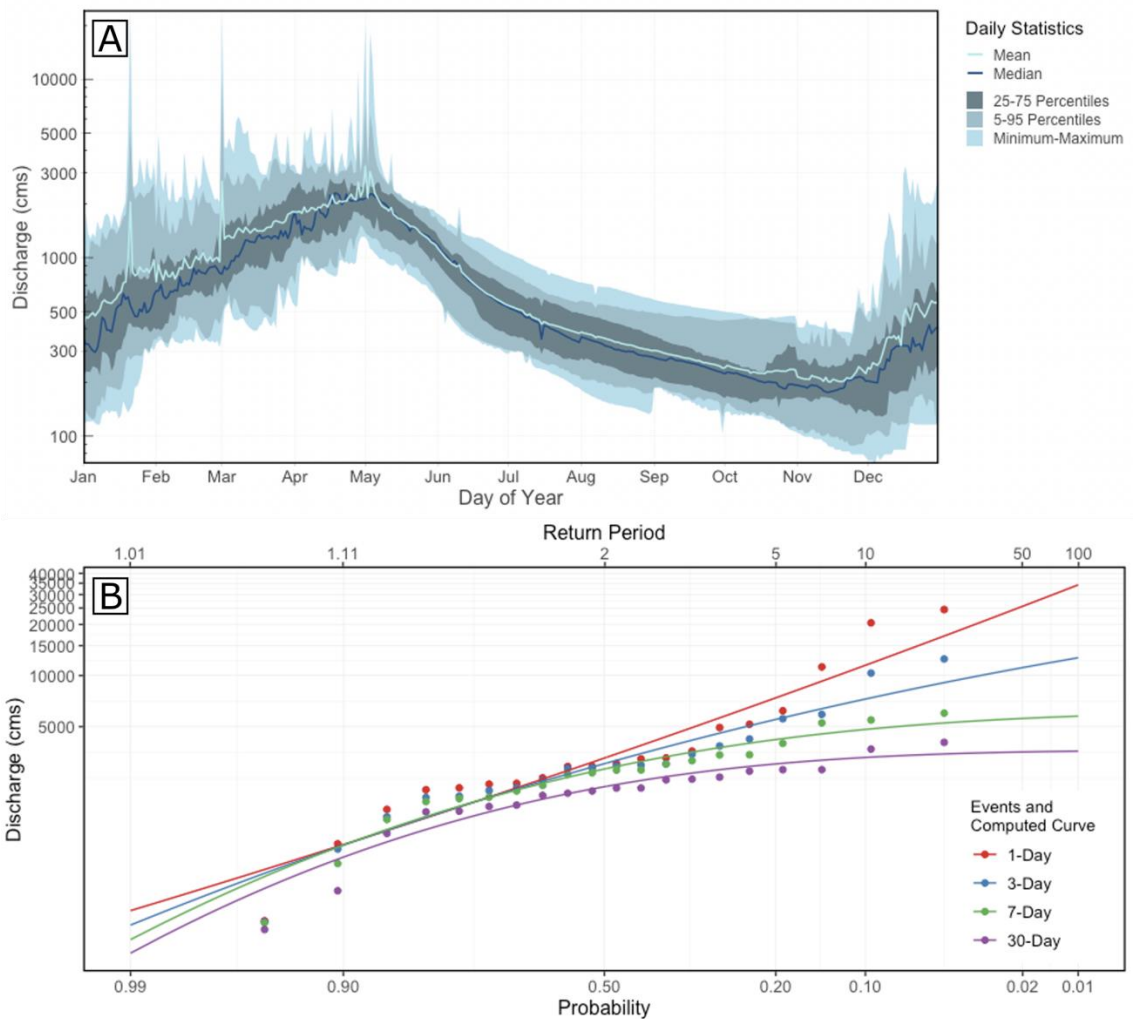 A
Daily Statistics
Mean
Median
25-75 Percentiles
5-95 Percentiles
Minimum-Maximum
Discharge (cms)
10000
5000
3000
1000
500
300
100
Jan Feb Mar Apr May Jun Jul Aug Sep Oct Nov Dec
Day of Year
Return Period
1.01 1.11 2 5 10 50 100
B
Discharge (cms)
40000
35000
30000
25000
20000
15000
10000
5000
Events and
Computed Curve
1-Day
3-Day
7-Day
30-Day
0.99 0.90 0.50 0.20 0.10 0.02 0.01
Probability